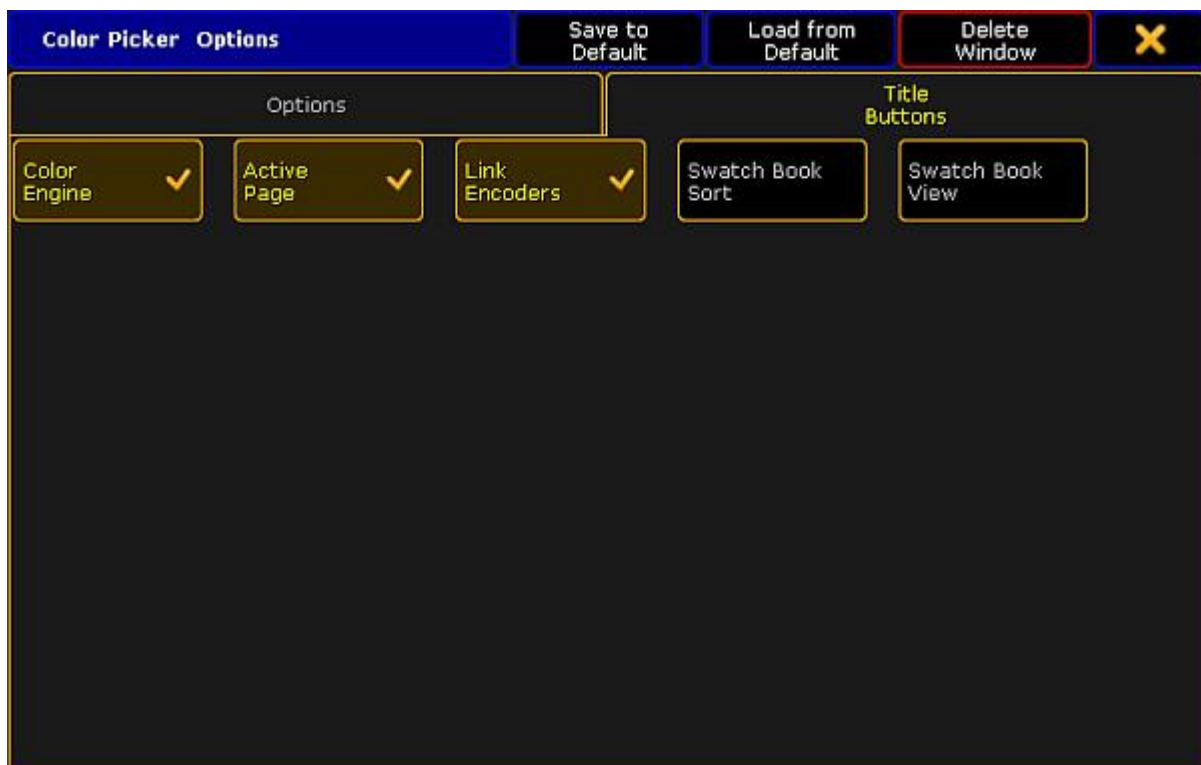 Color Picker Options
Save to
Default
Load from
Default
Delete
Window
Options
Title
Buttons
Color
Engine
Active
Page
Link
Encoders
Swatch Book
Sort
Swatch Book
View